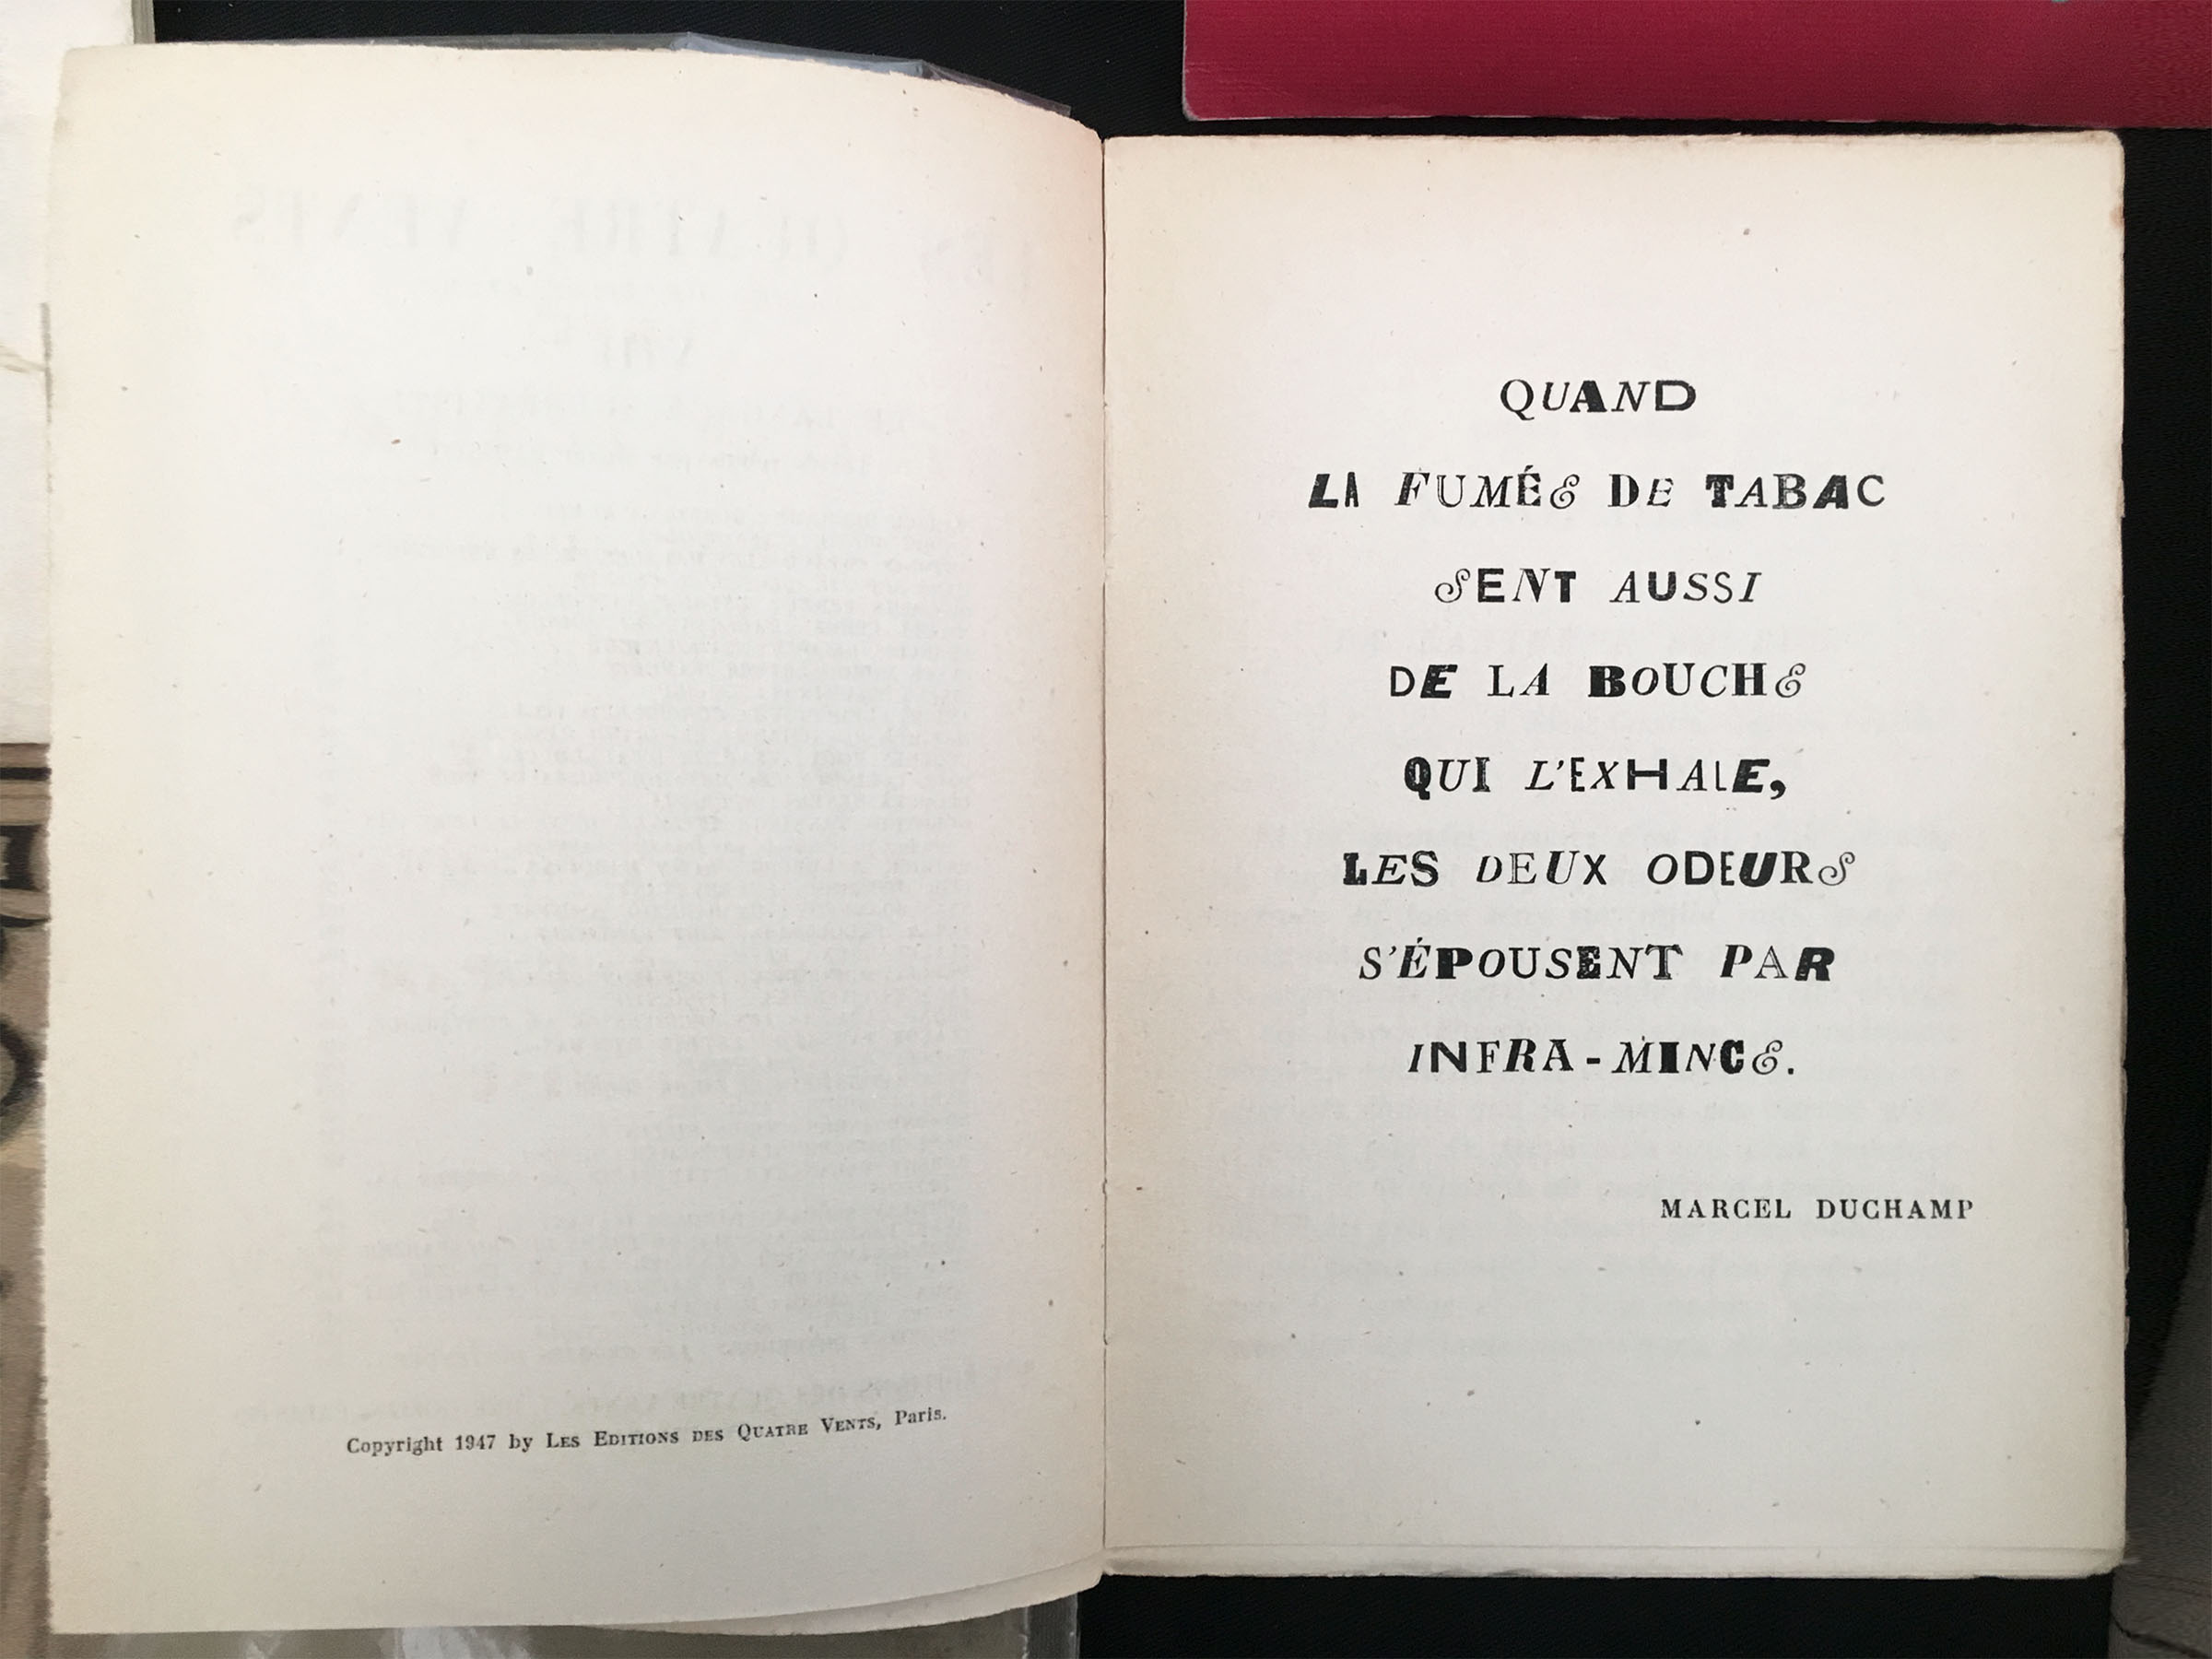 Copyright 1947 by LES EDITIONS DES QUATRE VENTS, Paris.
QUAND
LA FUMÉE DE TABAC
SENT AUSSI
DE LA BOUCHE
QUI L'EXHALE,
LES DEUX ODEURS
S'ÉPOUSENT PAR
INFRA-MINCE.
MARCEL DUCHAMP